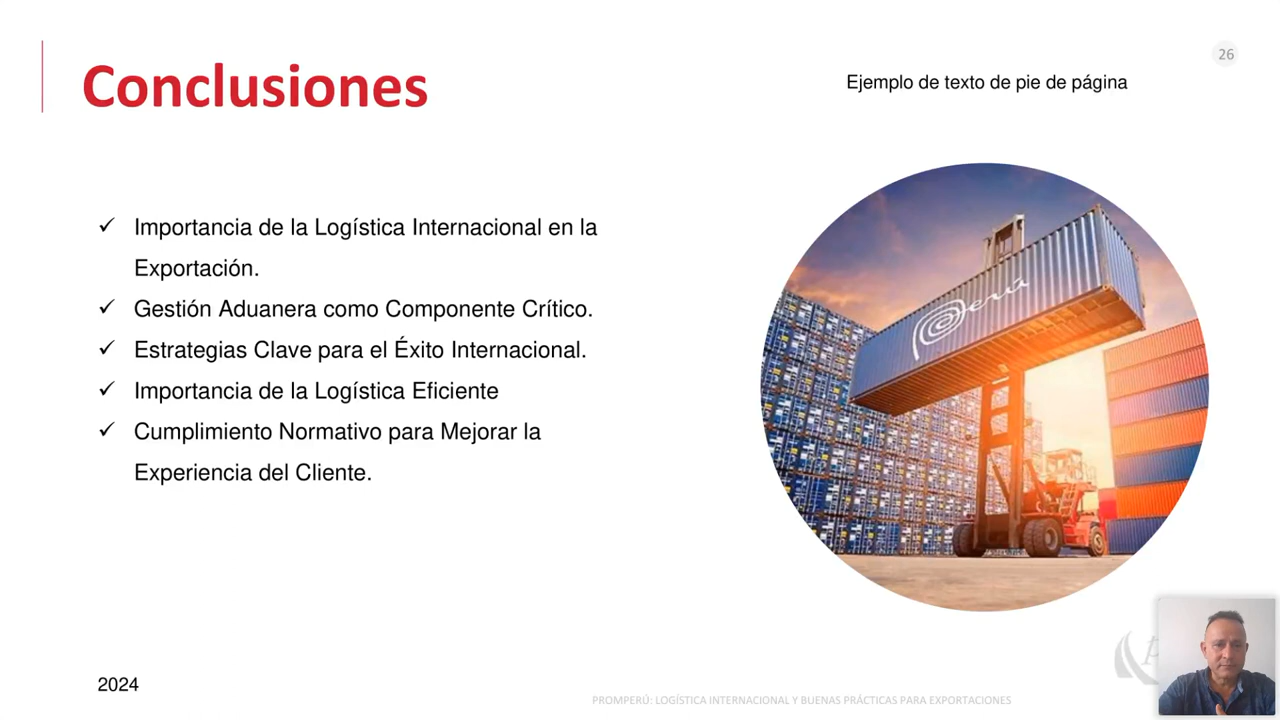 Conclusiones
26
Ejemplo de texto de pie de página
✓ Importancia de la Logística Internacional en la
Exportación.
✓ Gestión Aduanera como Componente Crítico.
✓ Estrategias Clave para el Éxito Internacional.
✓ Importancia de la Logística Eficiente
✓ Cumplimiento Normativo para Mejorar la
Experiencia del Cliente.
Perú
2024
PROMPERÚ: LOGÍSTICA INTERNACIONAL Y BUENAS PRÁCTICAS PARA EXPORTACIONES